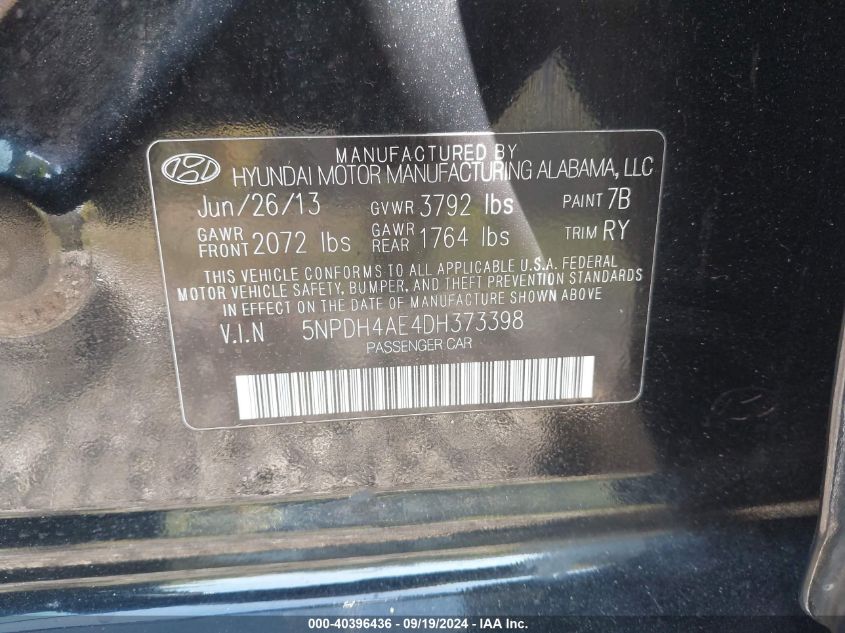 MANUFACTURED BY
HYUNDAI MOTOR MANUFACTURING ALABAMA, LLC
Jun/26/13 GVWR 3792 lbs PAINT 7B
GAWR FRONT 2072 lbs GAWR REAR 1764 lbs TRIM RY
THIS VEHICLE CONFORMS TO ALL APPLICABLE U.S.A. FEDERAL
MOTOR VEHICLE SAFETY, BUMPER, AND THEFT PREVENTION STANDARDS
IN EFFECT ON THE DATE OF MANUFACTURE SHOWN ABOVE
V.I.N 5NPDH4AE4DH373398
PASSENGER CAR
000-40396436 - 09/19/2024 - IAA, Inc.